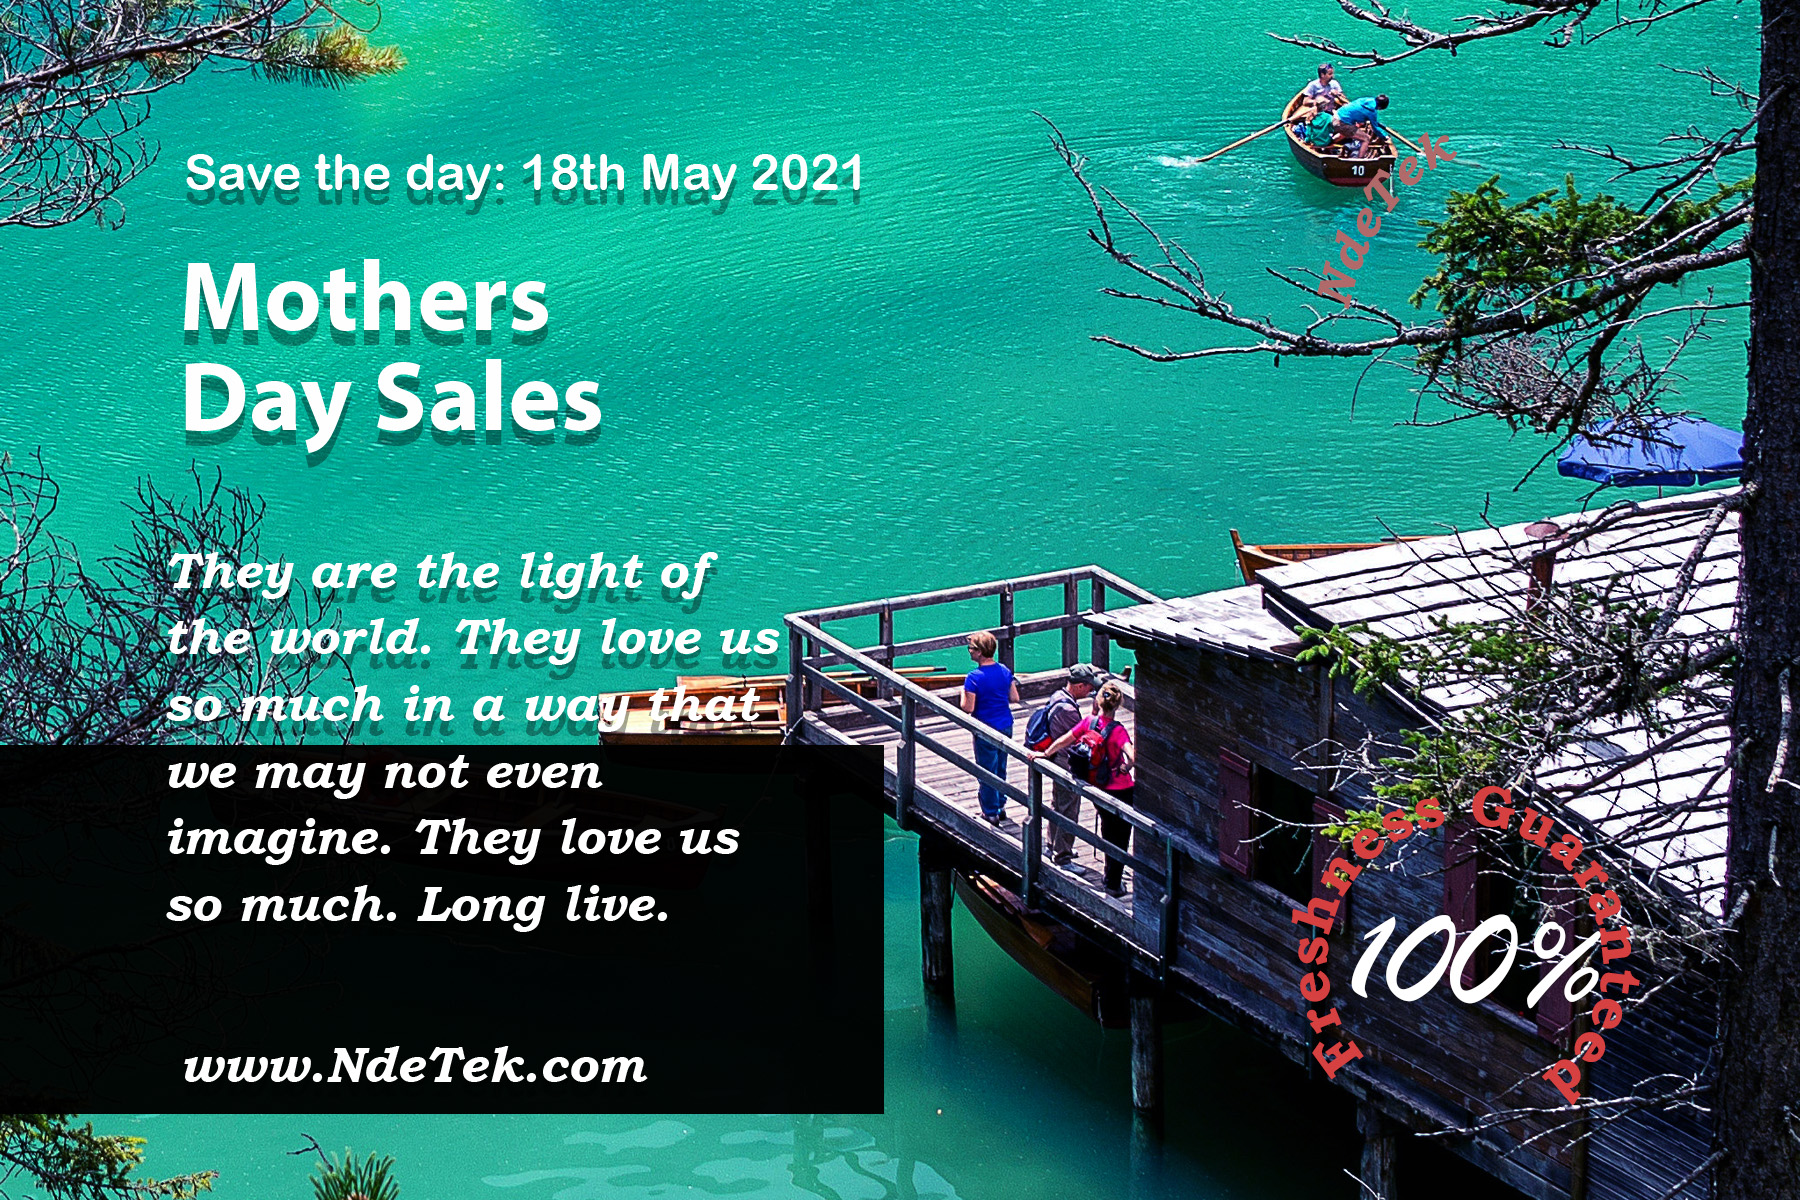 Save the day: 18th May 2021
Mothers
Day Sales
They are the light of
the world. They love us
so much in a way that
we may not even
imagine. They love us
so much. Long live.
www.NdeTek.com
10
NdeTek
Freshness Guaranteed
100%